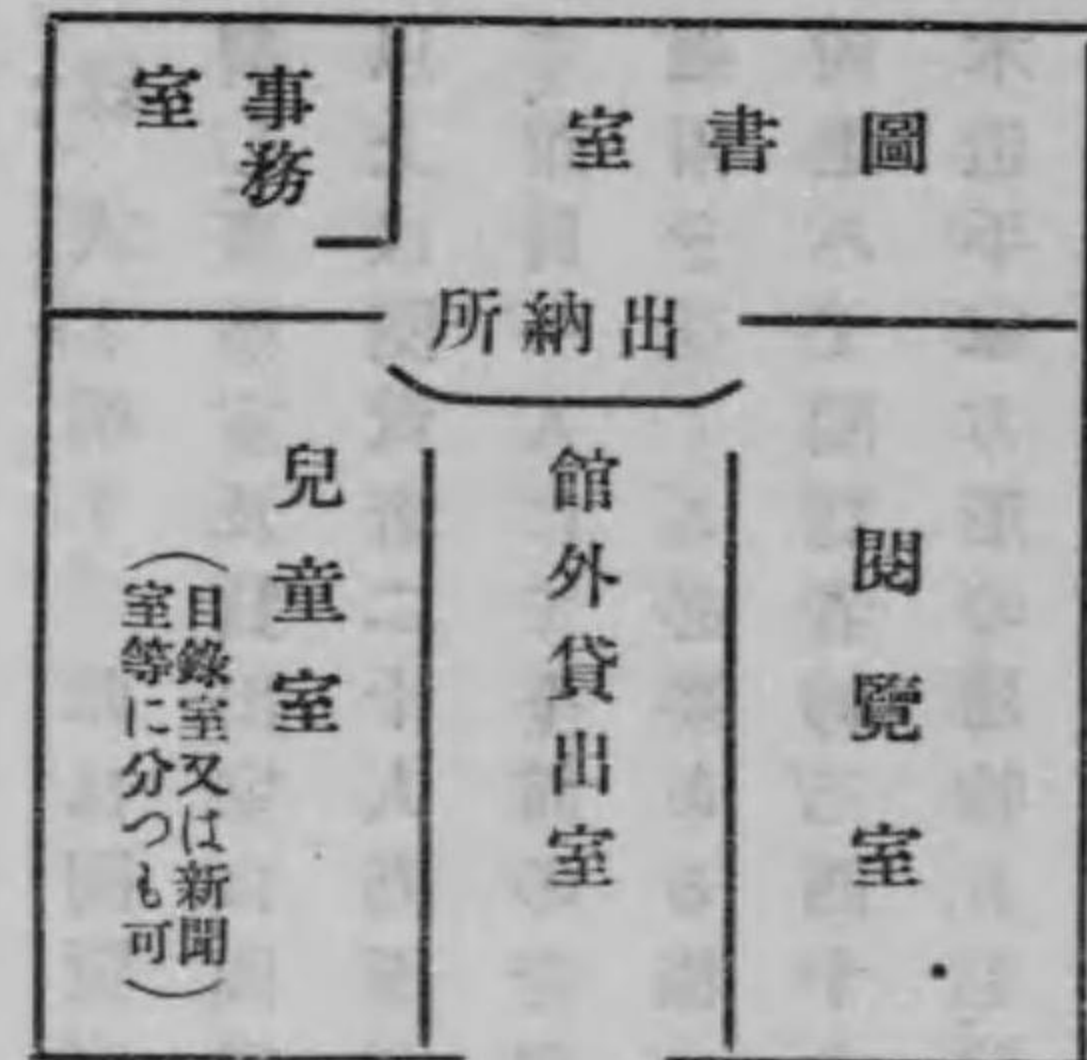 圖書室
事務
室
出納所
閲覽室
館外貸出室
兒童室
(目錄室又は新聞
室等に分つも可)